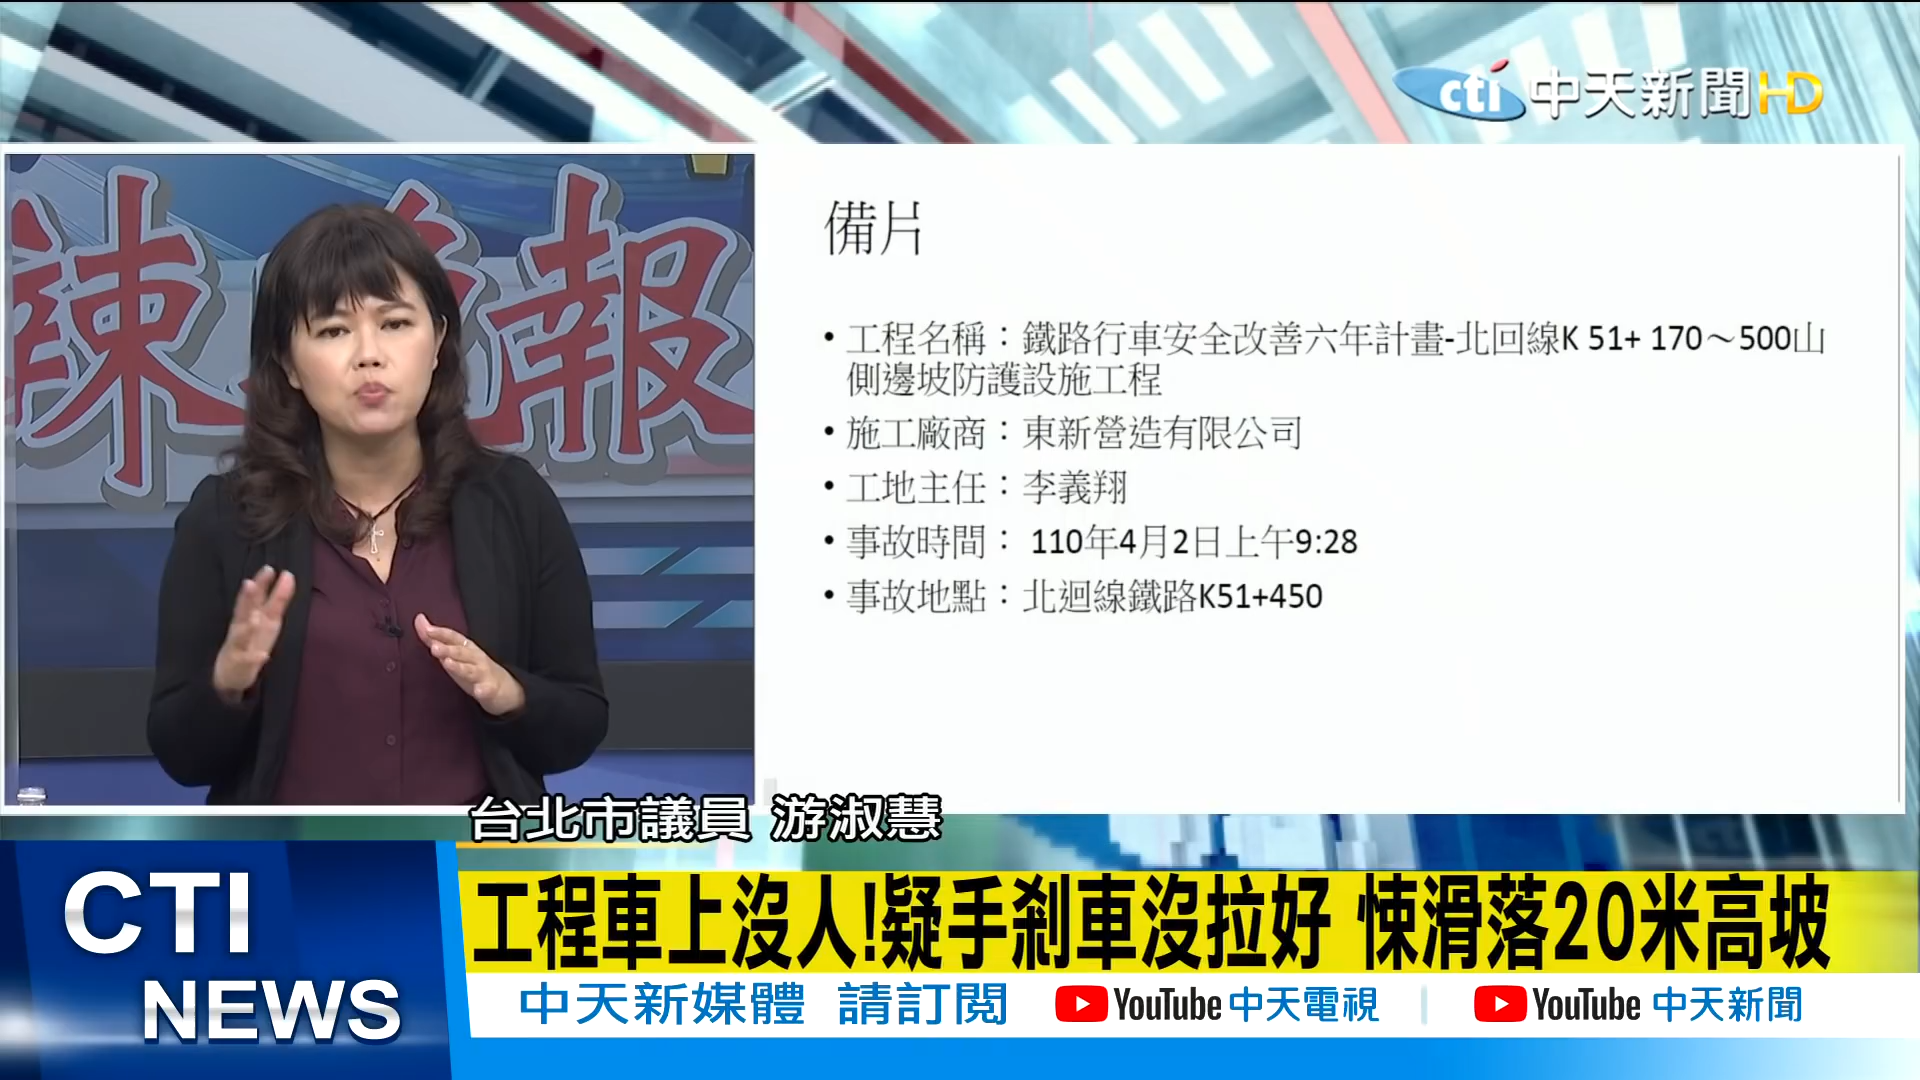 cti 中天新聞HD
辣 報
備片
• 工程名稱：鐵路行車安全改善六年計畫-北回線K 51+ 170～500山
側邊坡防護設施工程
• 施工廠商：東新營造有限公司
• 工地主任：李義翔
• 事故時間： 110年4月2日上午9:28
• 事故地點：北迴線鐵路K51+450
台北市議員 游淑慧
CTI
NEWS
工程車上沒人!疑手剎車沒拉好 悚滑落20米高坡
中天新媒體 請訂閱 YouTube 中天電視 | YouTube 中天新聞